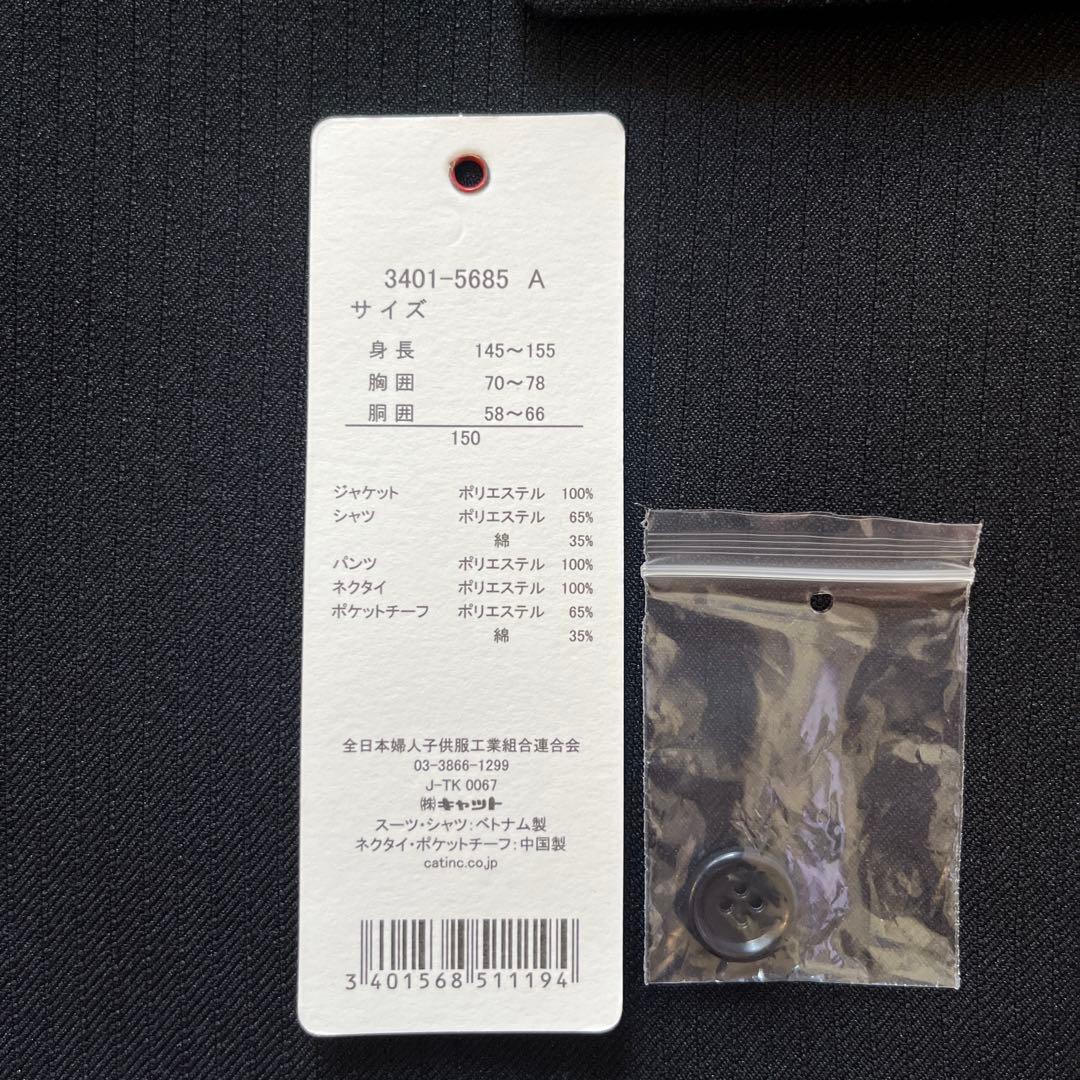 3401-5685 A
サイズ
身長 145～155
胸囲 70～78
胴囲 58～66
150
ジャケット ポリエステル 100%
シャツ ポリエステル 65%
綿 35%
パンツ ポリエステル 100%
ネクタイ ポリエステル 100%
ポケットチーフ ポリエステル 65%
綿 35%
全日本婦人子供服工業組合連合会
03-3866-1299
J-TK 0067
㈱キャット
スーツ・シャツ：ベトナム製
ネクタイ・ポケットチーフ：中国製
catinc.co.jp
3 401568 511194